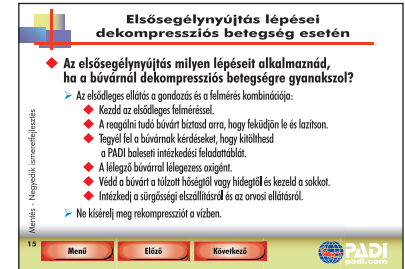 Elsősegélynyújtás lépései
dekompressziós betegség esetén
Az elsősegélynyújtás milyen lépéseit alkalmaznád,
ha a búvárnál dekompressziós betegségre gyanakszol?
Az elsődleges ellátás a gondozás és a felmérés kombinációja:
Kezdd az elsődleges felméréssel.
A reagálni tudó búvárt biztasd arra, hogy feküdjön le és lazítson.
Tegyél fel a búvárnak kérdéseket, hogy kitölthesd
a PADI baleseti intézkedési feladattáblát.
A lélegző búvárral lélegezess oxigént.
Védd a búvárt a túlzott hőségtől vagy hidegtől és kezeld a sokkot.
Intézkedj a sürgősségi elszállításról és az orvosi ellátásról.
Ne kísérelj meg rekompressziót a vízben.
Mentés – Negyedik ismeretfejlesztés
15
Menü
Előző
Következő
PADI
padi.com